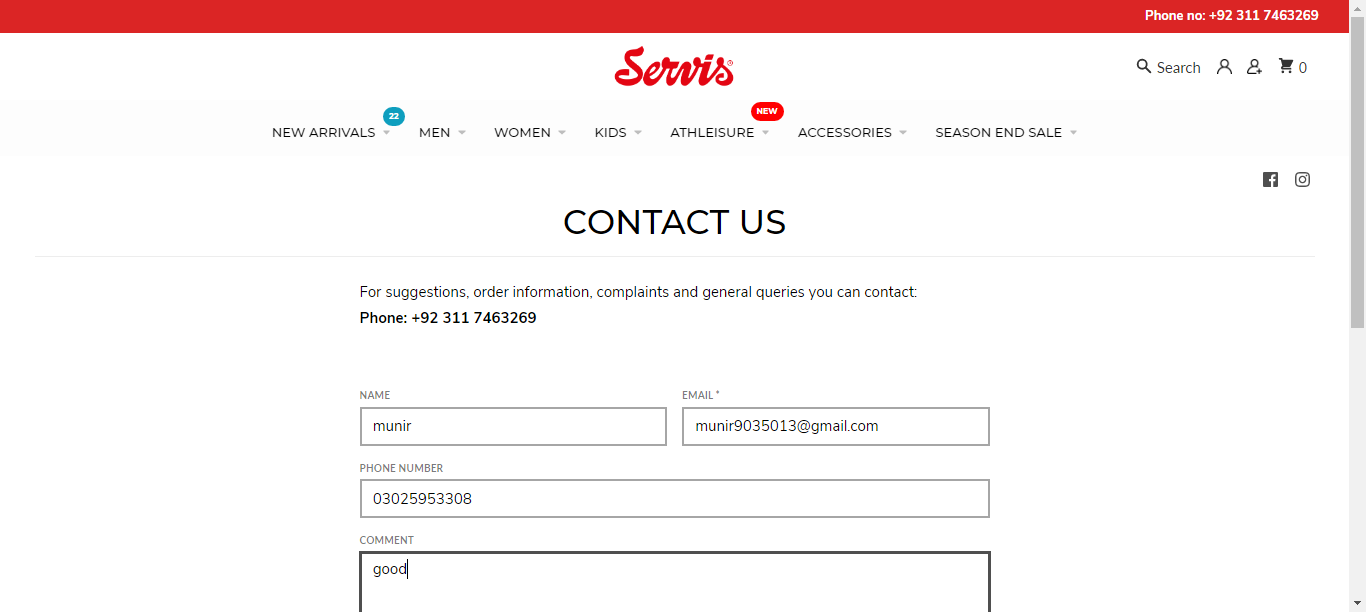 Phone no: +92 311 7463269
Servis
Search 0
22
NEW
NEW ARRIVALS MEN WOMEN KIDS ATHLEISURE ACCESSORIES SEASON END SALE
CONTACT US
For suggestions, order information, complaints and general queries you can contact:
Phone: +92 311 7463269
NAME EMAIL *
munir munir9035013@gmail.com
PHONE NUMBER
03025953308
COMMENT
good